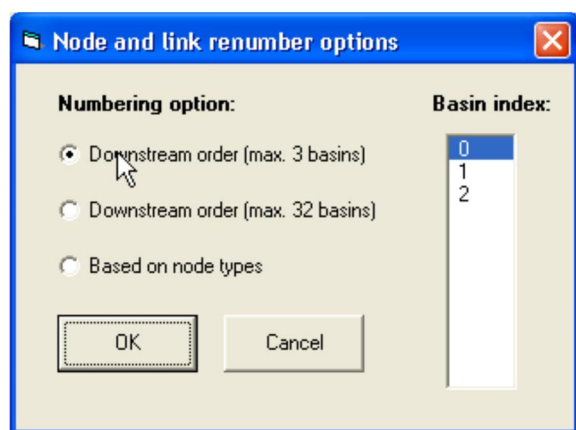 Node and link renumber options
Numbering option:
Basin index:
Downstream order (max. 3 basins)
Downstream order (max. 32 basins)
Based on node types
0
1
2
OK
Cancel